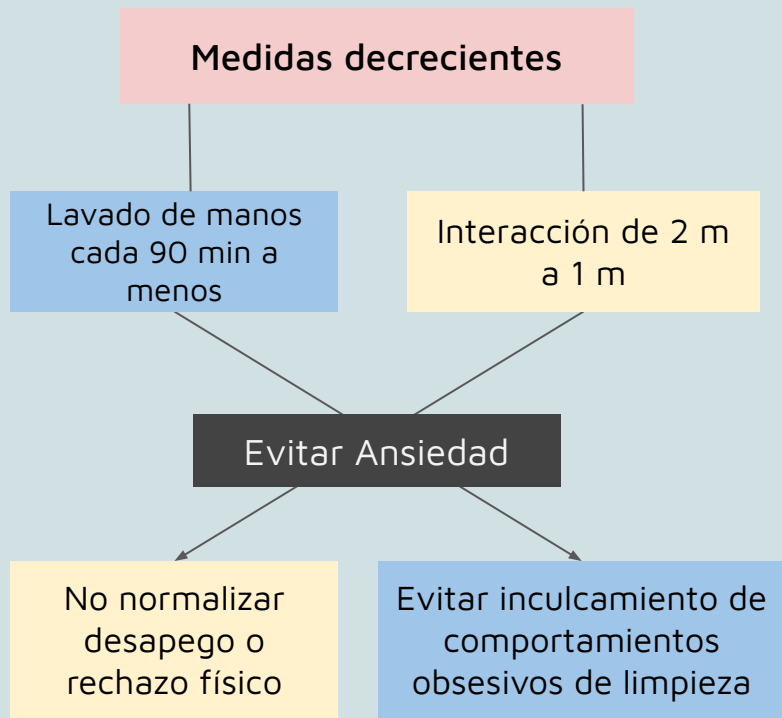 Medidas decrecientes
Lavado de manos
cada 90 min a
menos
Interacción de 2 m
a 1 m
Evitar Ansiedad
No normalizar
desapego o
rechazo físico
Evitar inculcamiento de
comportamientos
obsesivos de limpieza